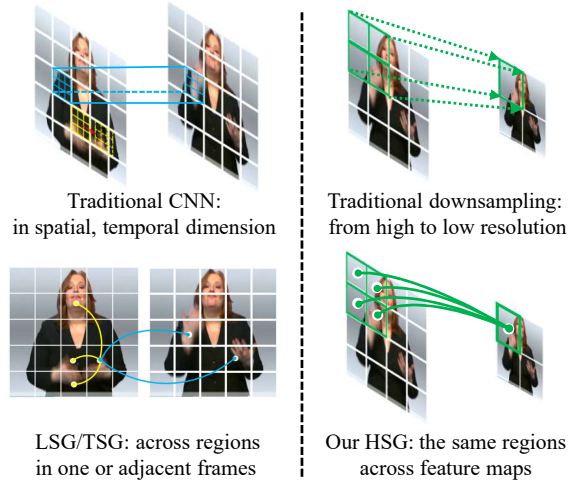 Traditional CNN:
in spatial, temporal dimension
Traditional downsampling:
from high to low resolution
LSG/TSG: across regions
in one or adjacent frames
Our HSG: the same regions
across feature maps